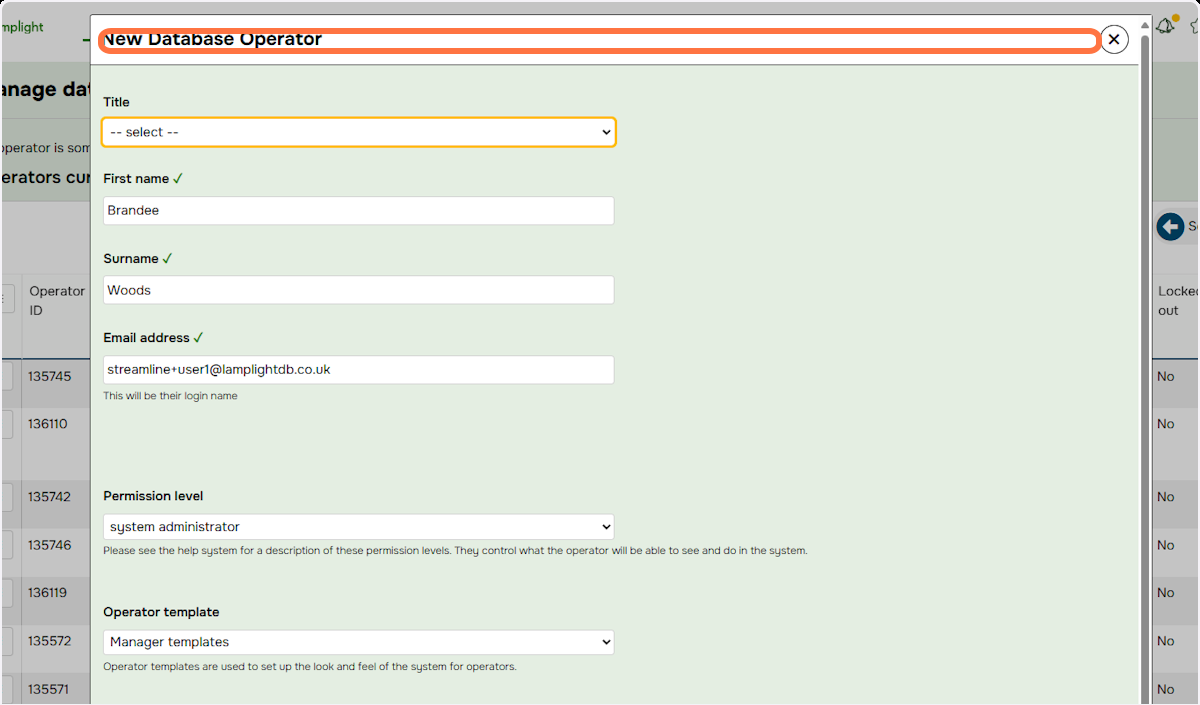 mplight
New Database Operator
anage dat
Title
-- select --
operator is som
erators cur
First name ✓
Brandee
Surname ✓
Woods
Operator
ID
Locked
out
Email address ✓
streamline+user1@lamplightdb.co.uk
This will be their login name
135745
No
136110
No
135742
No
Permission level
system administrator
Please see the help system for a description of these permission levels. They control what the operator will be able to see and do in the system.
135746
No
136119
No
Operator template
Manager templates
Operator templates are used to set up the look and feel of the system for operators.
135572
No
135571
No